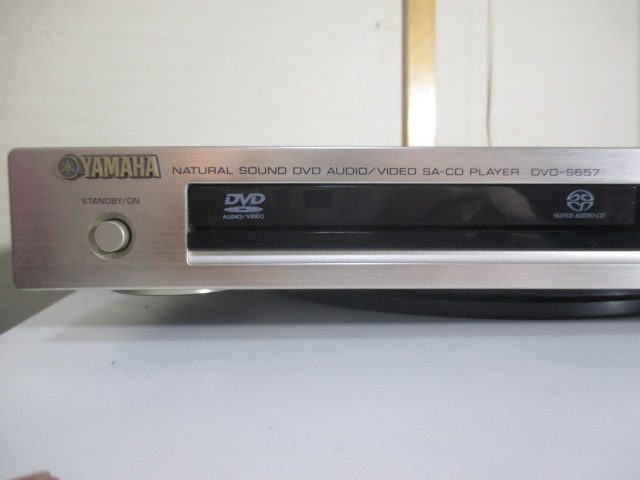 YAMAHA NATURAL SOUND DVD AUDIO/VIDEO SA-CD PLAYER DVD-S657
STANDBY/ON
DVD
AUDIO/VIDEO
SUPER AUDIO CD